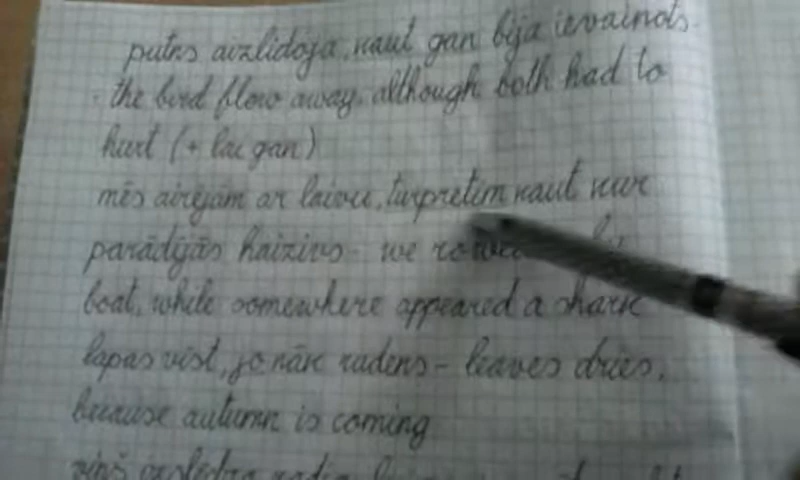 putns aizlidoja, kaut gan bija ievainots.
the bird flow away, although both had to
hurt (+ lai gan)
mēs airējām ar laivu, turpretim kaut kur
parādījās haizivs - we
boat, while somewhere appeared a shark
lapas vīst, jo nāk rudens - leaves dries,
because autumn is coming
viņš